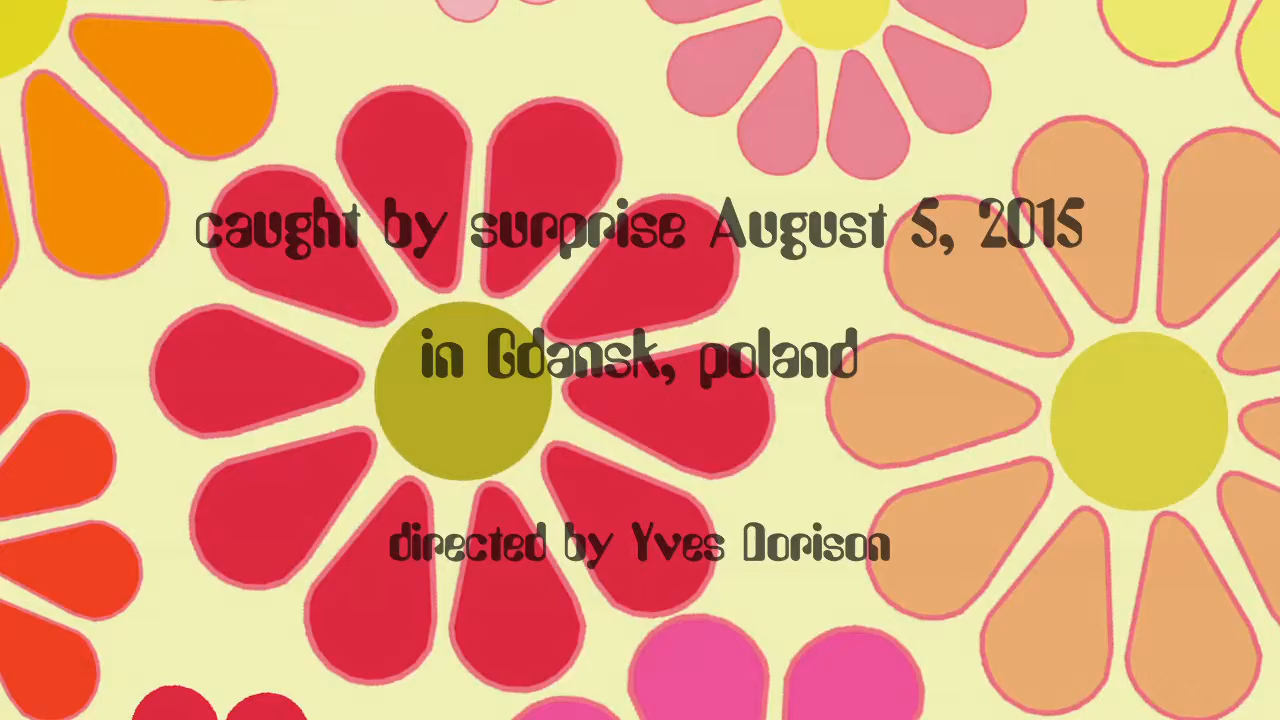 caught by surprise August 5, 2015
in Gdansk, poland
directed by Yves Dorison